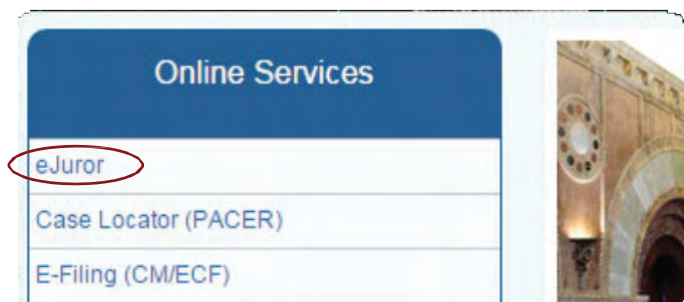 Online Services
eJuror
Case Locator (PACER)
E-Filing (CM/ECF)